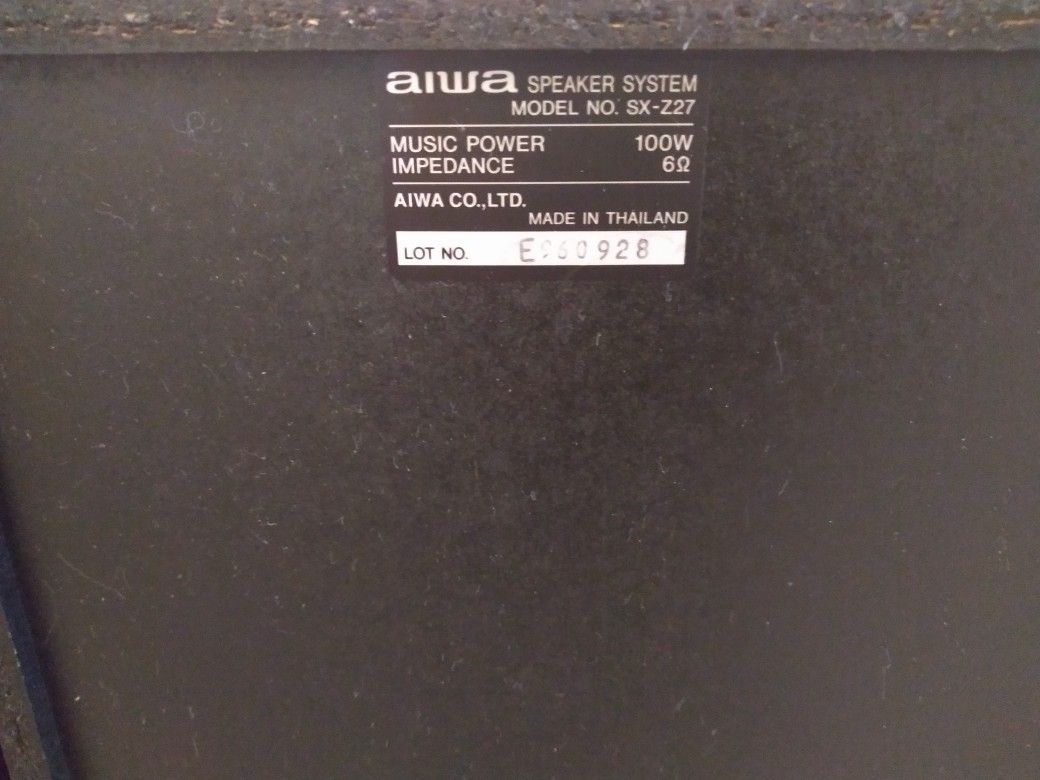 aiwa SPEAKER SYSTEM
MODEL NO. SX-Z27
MUSIC POWER 100W
IMPEDANCE 6Ω
AIWA CO.,LTD.
MADE IN THAILAND
LOT NO. E960928